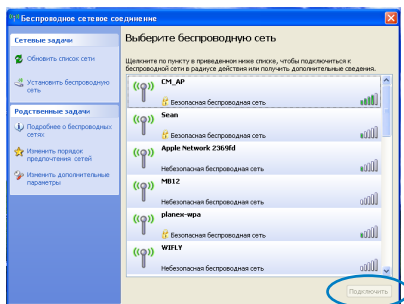 Беспроводное сетевое соединение
Сетевые задачи
Обновить список сети
Установить беспроводную
сеть
Родственные задачи
Подробнее о беспроводных
сетях
Изменить порядок
предпочтения сетей
Изменить дополнительные
параметры
Выберите беспроводную сеть
Щелкните по пункту в приведенном ниже списке, чтобы подключиться к
беспроводной сети в радиусе действия или получить дополнительные сведения.
CM_AP
Безопасная беспроводная сеть
Sean
Безопасная беспроводная сеть
Apple Network 2369fd
Небезопасная беспроводная сеть
MB12
Небезопасная беспроводная сеть
planex-wpa
Безопасная беспроводная сеть
WIFLY
Небезопасная беспроводная сеть
Подключить